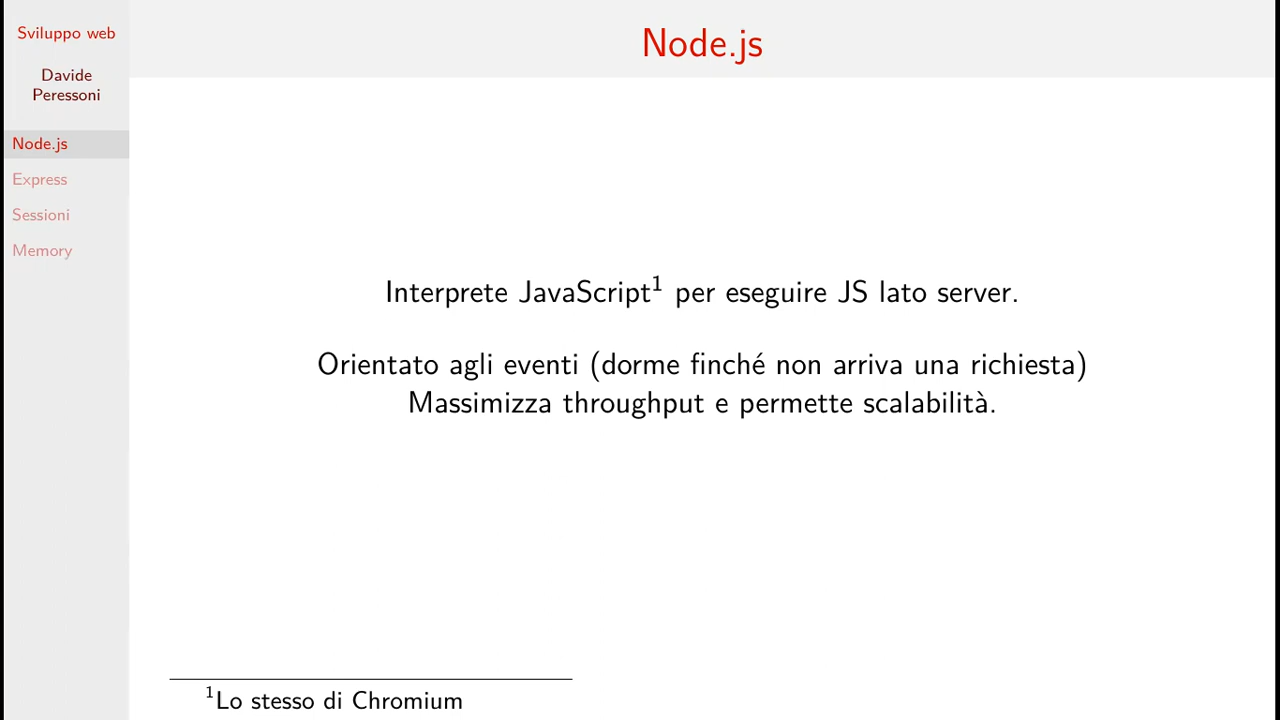 Sviluppo web
Davide
Peressoni
Node.js
Express
Sessioni
Memory
Node.js
Interprete JavaScript¹ per eseguire JS lato server.
Orientato agli eventi (dorme finché non arriva una richiesta)
Massimizza throughput e permette scalabilità.
¹Lo stesso di Chromium